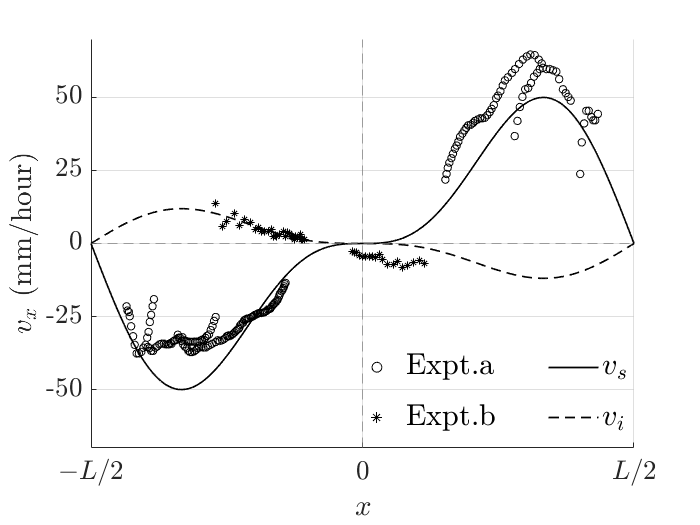 50
25
0
-25
-50
v_x (mm/hour)
Expt.a
v_s
Expt.b
v_i
−L/2
0
L/2
x